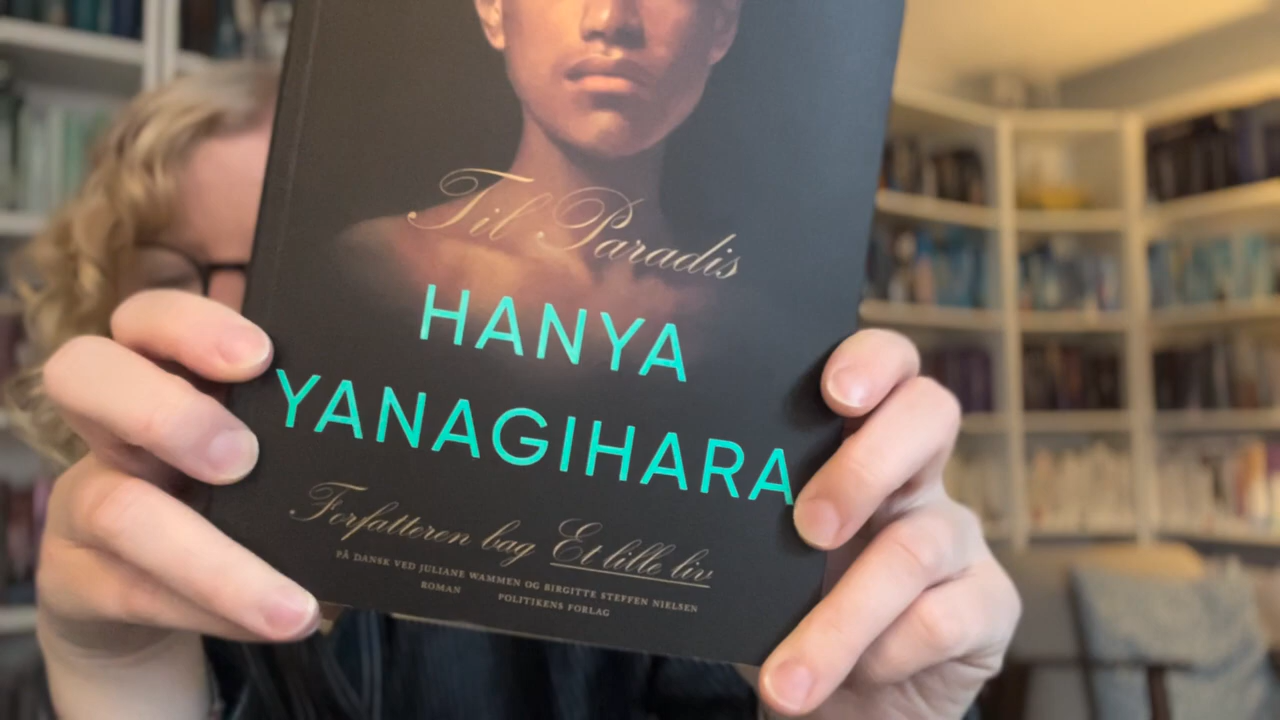 Til Paradis
HANYA
YANAGIHARA
Forfatteren bag Et lille liv
PÅ DANSK VED JULIANE WAMMEN OG BIRGITTE STEFFEN NIELSEN
ROMAN POLITIKENS FORLAG